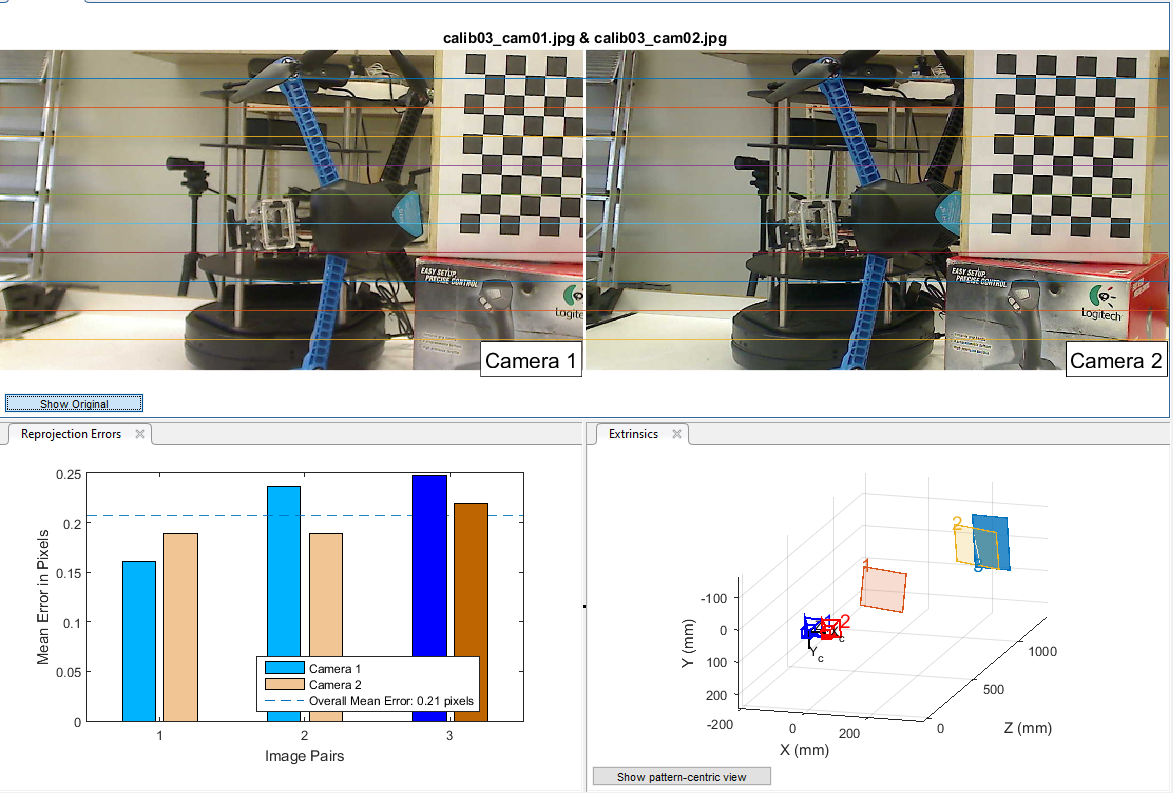 calib03_cam01.jpg & calib03_cam02.jpg
EASY SETUP
PRECISE CONTROL
Logite
Camera 1
EASY SETUP
PRECISE CONTROL
Logitech
Camera 2
Show Original
Reprojection Errors
Mean Error in Pixels
0.25
0.2
0.15
0.1
0.05
0
Camera 1
Camera 2
Overall Mean Error: 0.21 pixels
1
2
3
Image Pairs
Extrinsics
2
3
1
2
Yc
c
Y (mm)
-100
0
100
200
-200
0
200
X (mm)
0
500
1000
Z (mm)
Show pattern-centric view